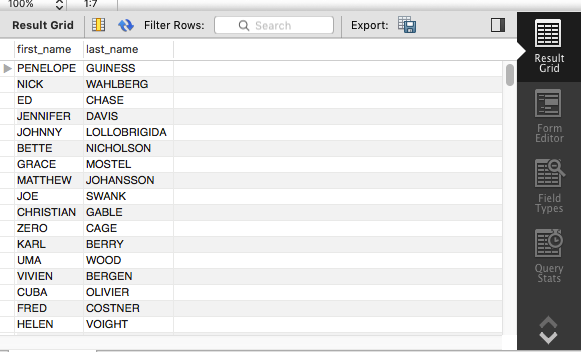 100% 1:7
Result Grid Filter Rows: Search Export:
first_name last_name
PENELOPE GUINESS
NICK WAHLBERG
ED CHASE
JENNIFER DAVIS
JOHNNY LOLLOBRIGIDA
BETTE NICHOLSON
GRACE MOSTEL
MATTHEW JOHANSSON
JOE SWANK
CHRISTIAN GABLE
ZERO CAGE
KARL BERRY
UMA WOOD
VIVIEN BERGEN
CUBA OLIVIER
FRED COSTNER
HELEN VOIGHT
Result
Grid
Form
Editor
Field
Types
Query
Stats